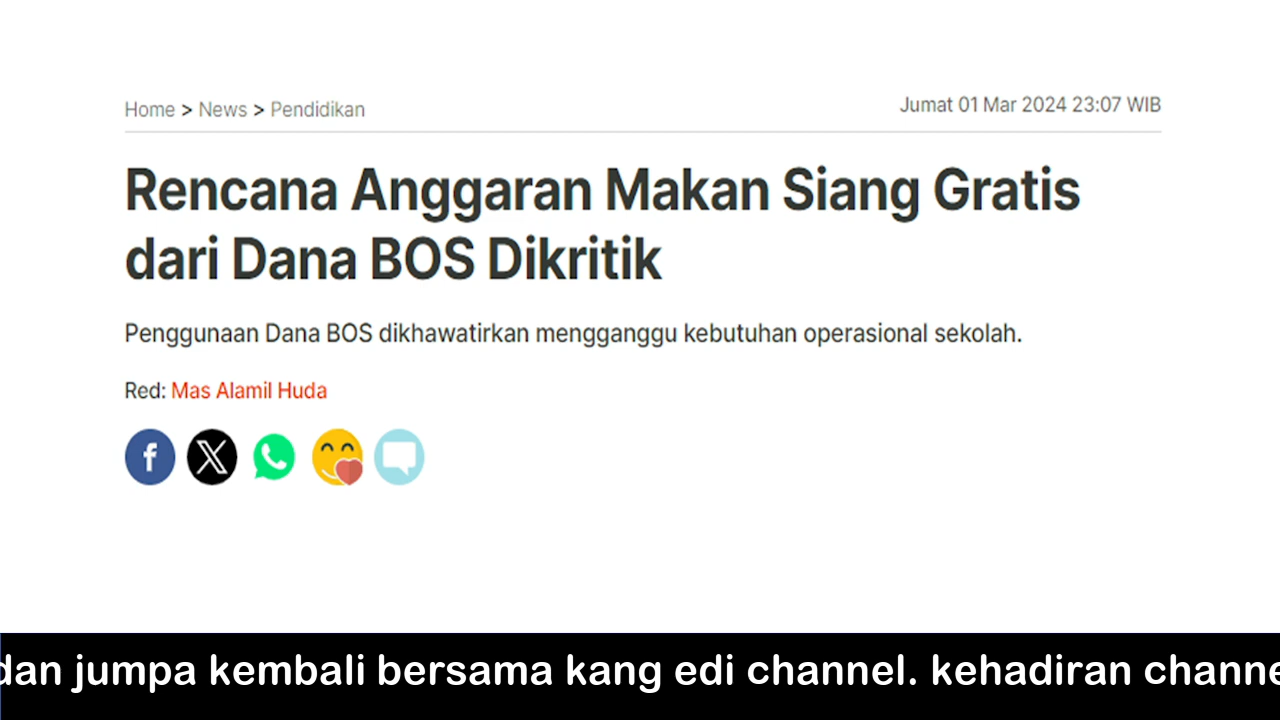 Home > News > Pendidikan
Jumat 01 Mar 2024 23:07 WIB
Rencana Anggaran Makan Siang Gratis
dari Dana BOS Dikritik
Penggunaan Dana BOS dikhawatirkan mengganggu kebutuhan operasional sekolah.
Red: Mas Alamil Huda
dan jumpa kembali bersama kang edi channel. kehadiran channe